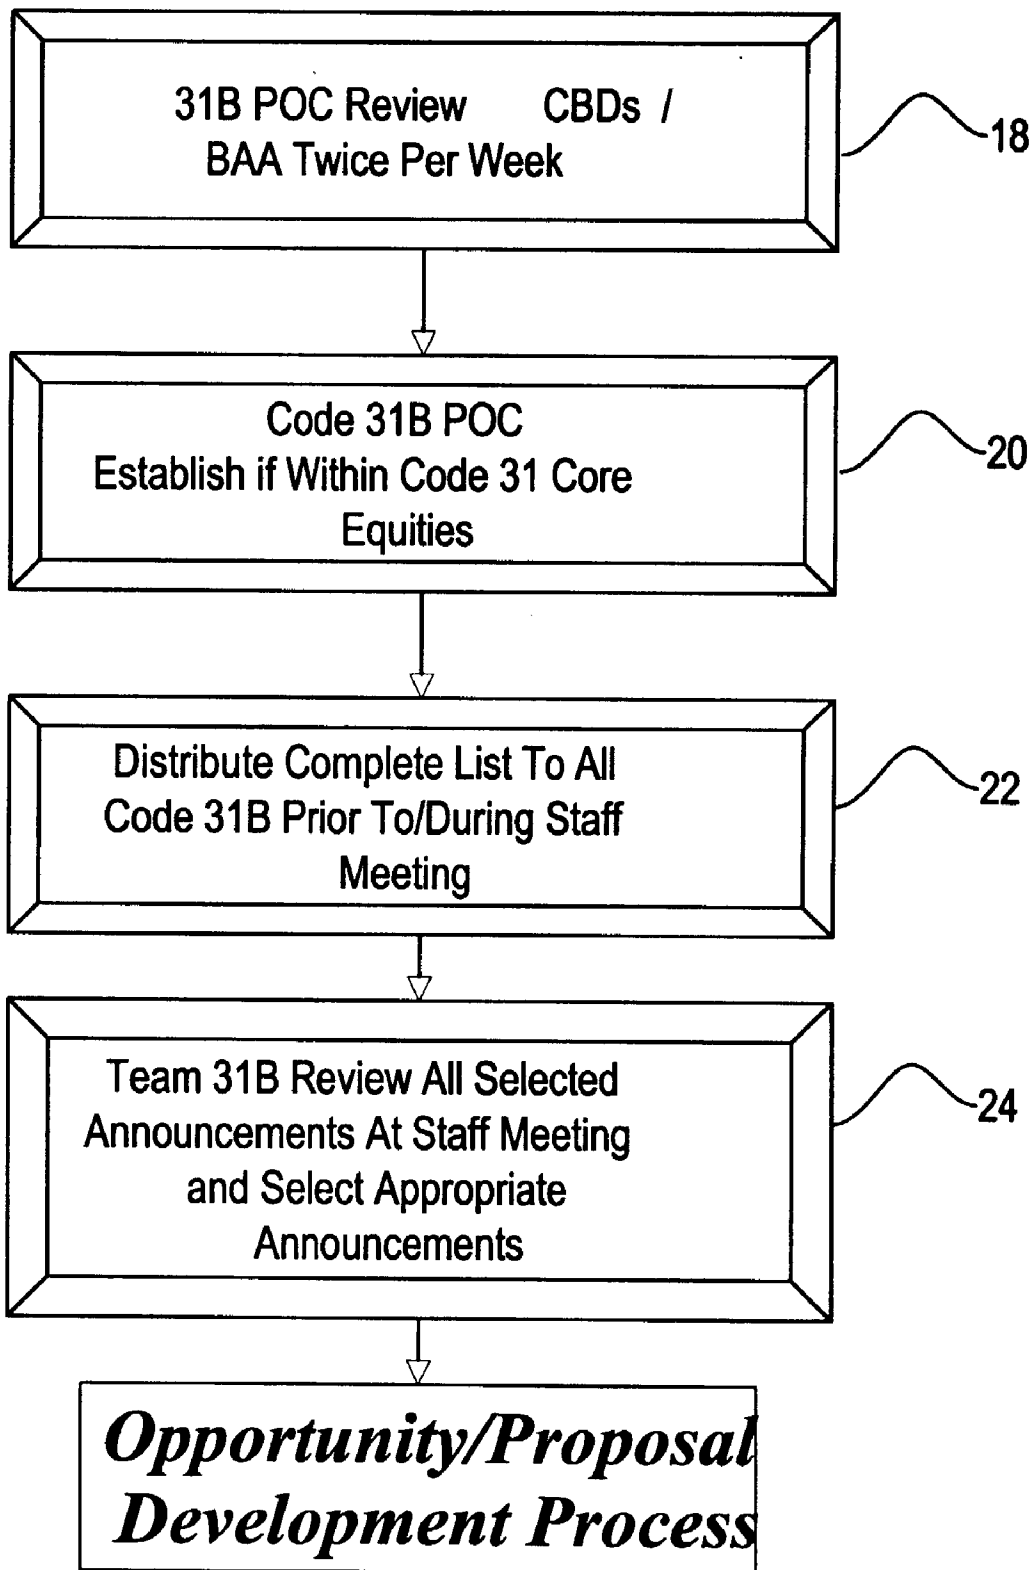 31B POC Review CBDs /
BAA Twice Per Week
18
Code 31B POC
Establish if Within Code 31 Core
Equities
20
Distribute Complete List To All
Code 31B Prior To/During Staff
Meeting
22
Team 31B Review All Selected
Announcements At Staff Meeting
and Select Appropriate
Announcements
24
Opportunity/Proposal
Development Process